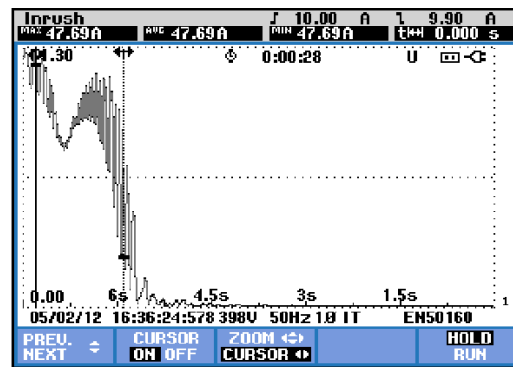 Inrush ∫ 10.00 A ʅ 9.90 A
MAX 47.69A AVG 47.69A MIN 47.69A t 0.000 s
0:00:28 U
0.00 6s 4.5s 3s 1.5s 1
05/02/12 16:36:24:578 398V 50Hz 1Ø IT EN50160
PREV. CURSOR ZOOM HOLD
NEXT ON OFF CURSOR RUN